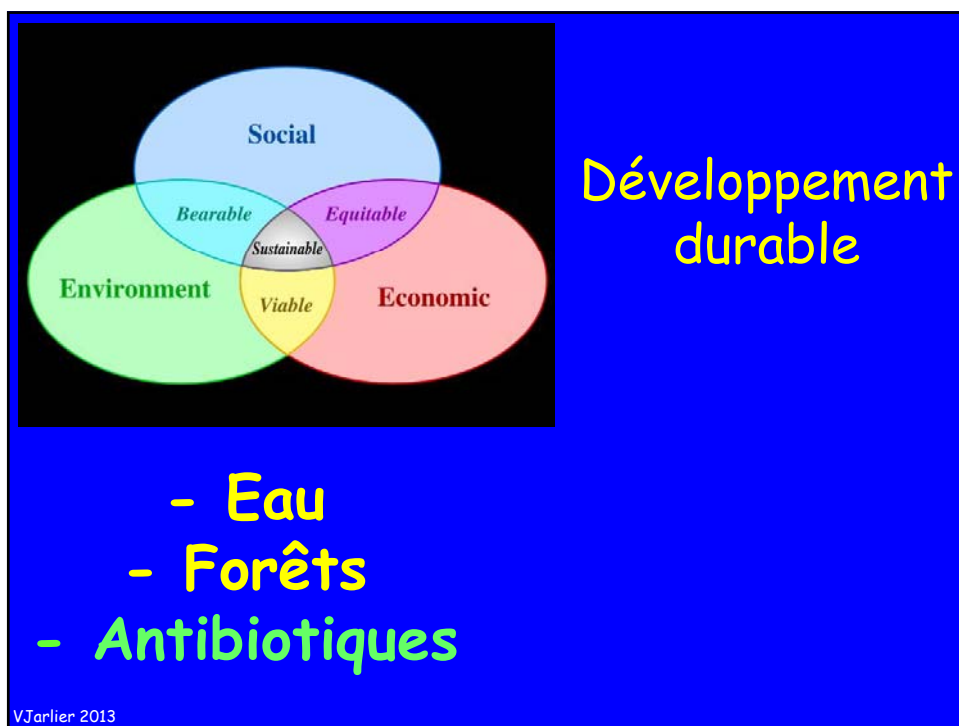 Social
Bearable
Equitable
Sustainable
Environment
Viable
Economic
Développement
durable
- Eau
- Forêts
- Antibiotiques
VJarlier 2013